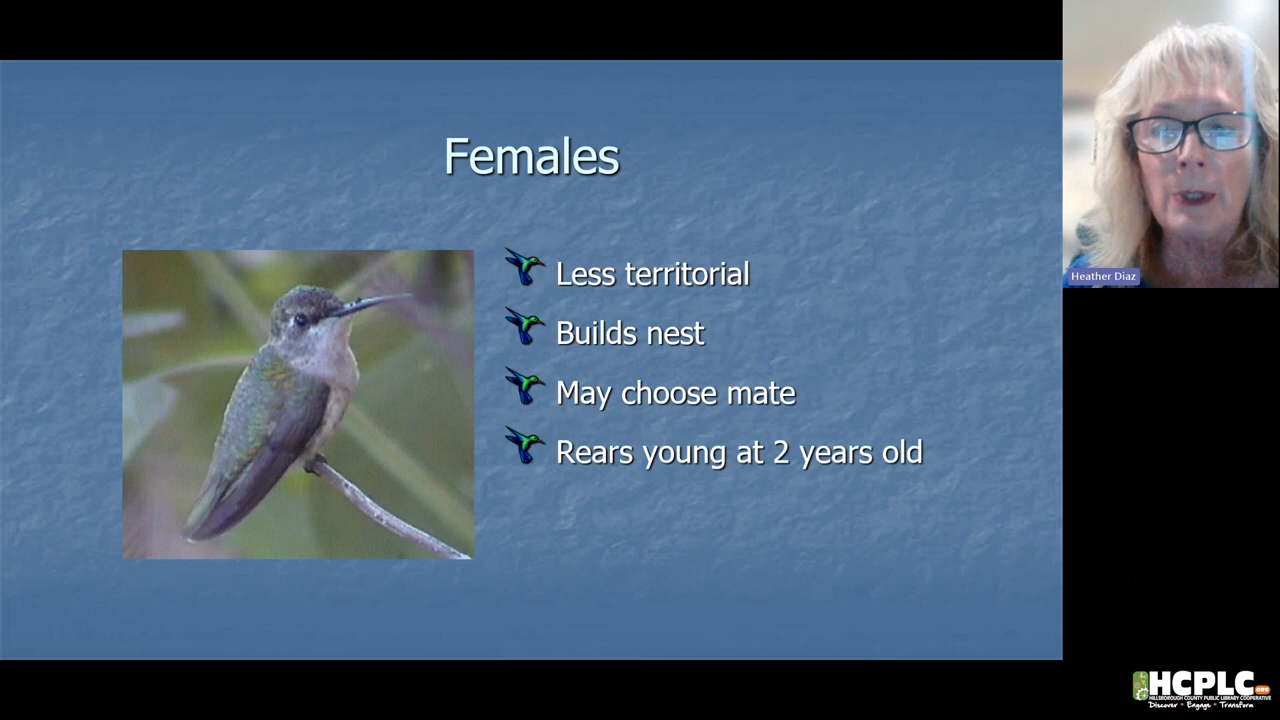 Females
Less territorial
Builds nest
May choose mate
Rears young at 2 years old
Heather Diaz
HCPLC.ORG
HILLSBOROUGH COUNTY PUBLIC LIBRARY COOPERATIVE
Discover • Engage • Transform